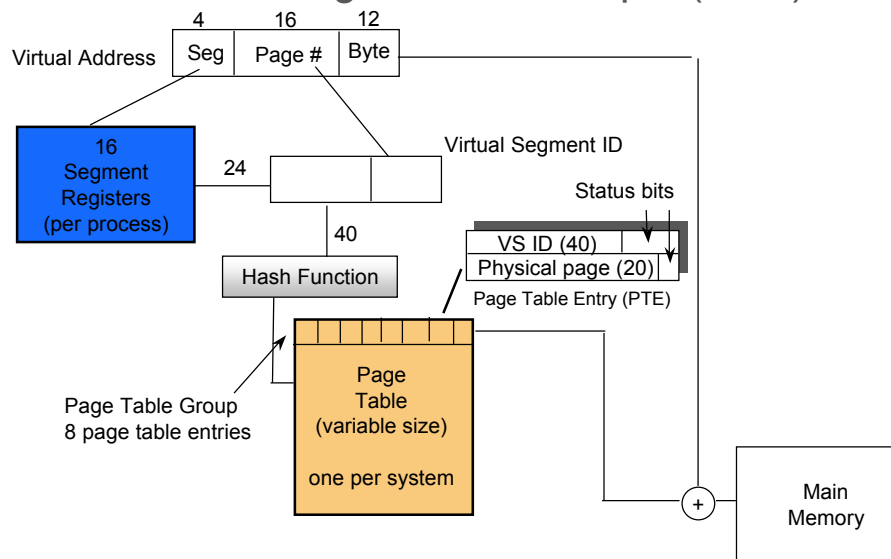 4 16 12
Virtual Address
Seg Page # Byte
16
Segment
Registers
(per process)
24
Virtual Segment ID
Status bits
40
VS ID (40)
Physical page (20)
Page Table Entry (PTE)
Hash Function
Page Table Group
8 page table entries
Page
Table
(variable size)
one per system
+
Main
Memory